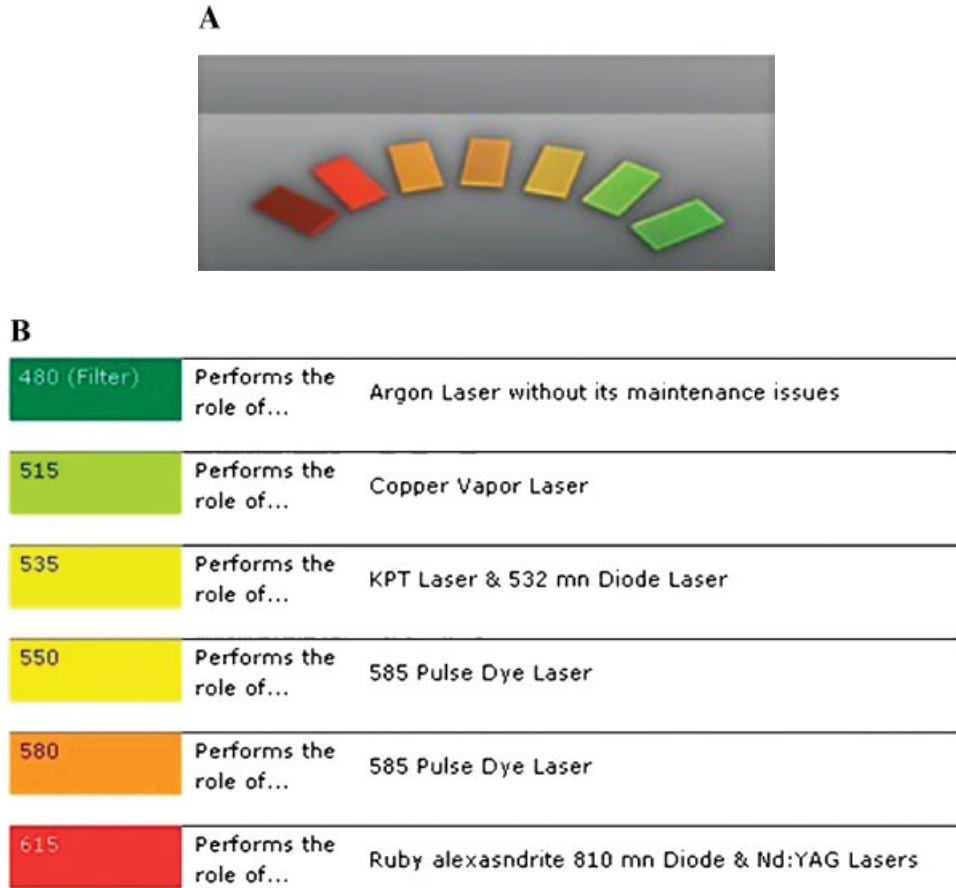 A
B
480 (Filter) Performs the role of... Argon Laser without its maintenance issues
515 Performs the role of... Copper Vapor Laser
535 Performs the role of... KPT Laser & 532 mn Diode Laser
550 Performs the role of... 585 Pulse Dye Laser
580 Performs the role of... 585 Pulse Dye Laser
615 Performs the role of... Ruby alexasndrite 810 mn Diode & Nd:YAG Lasers